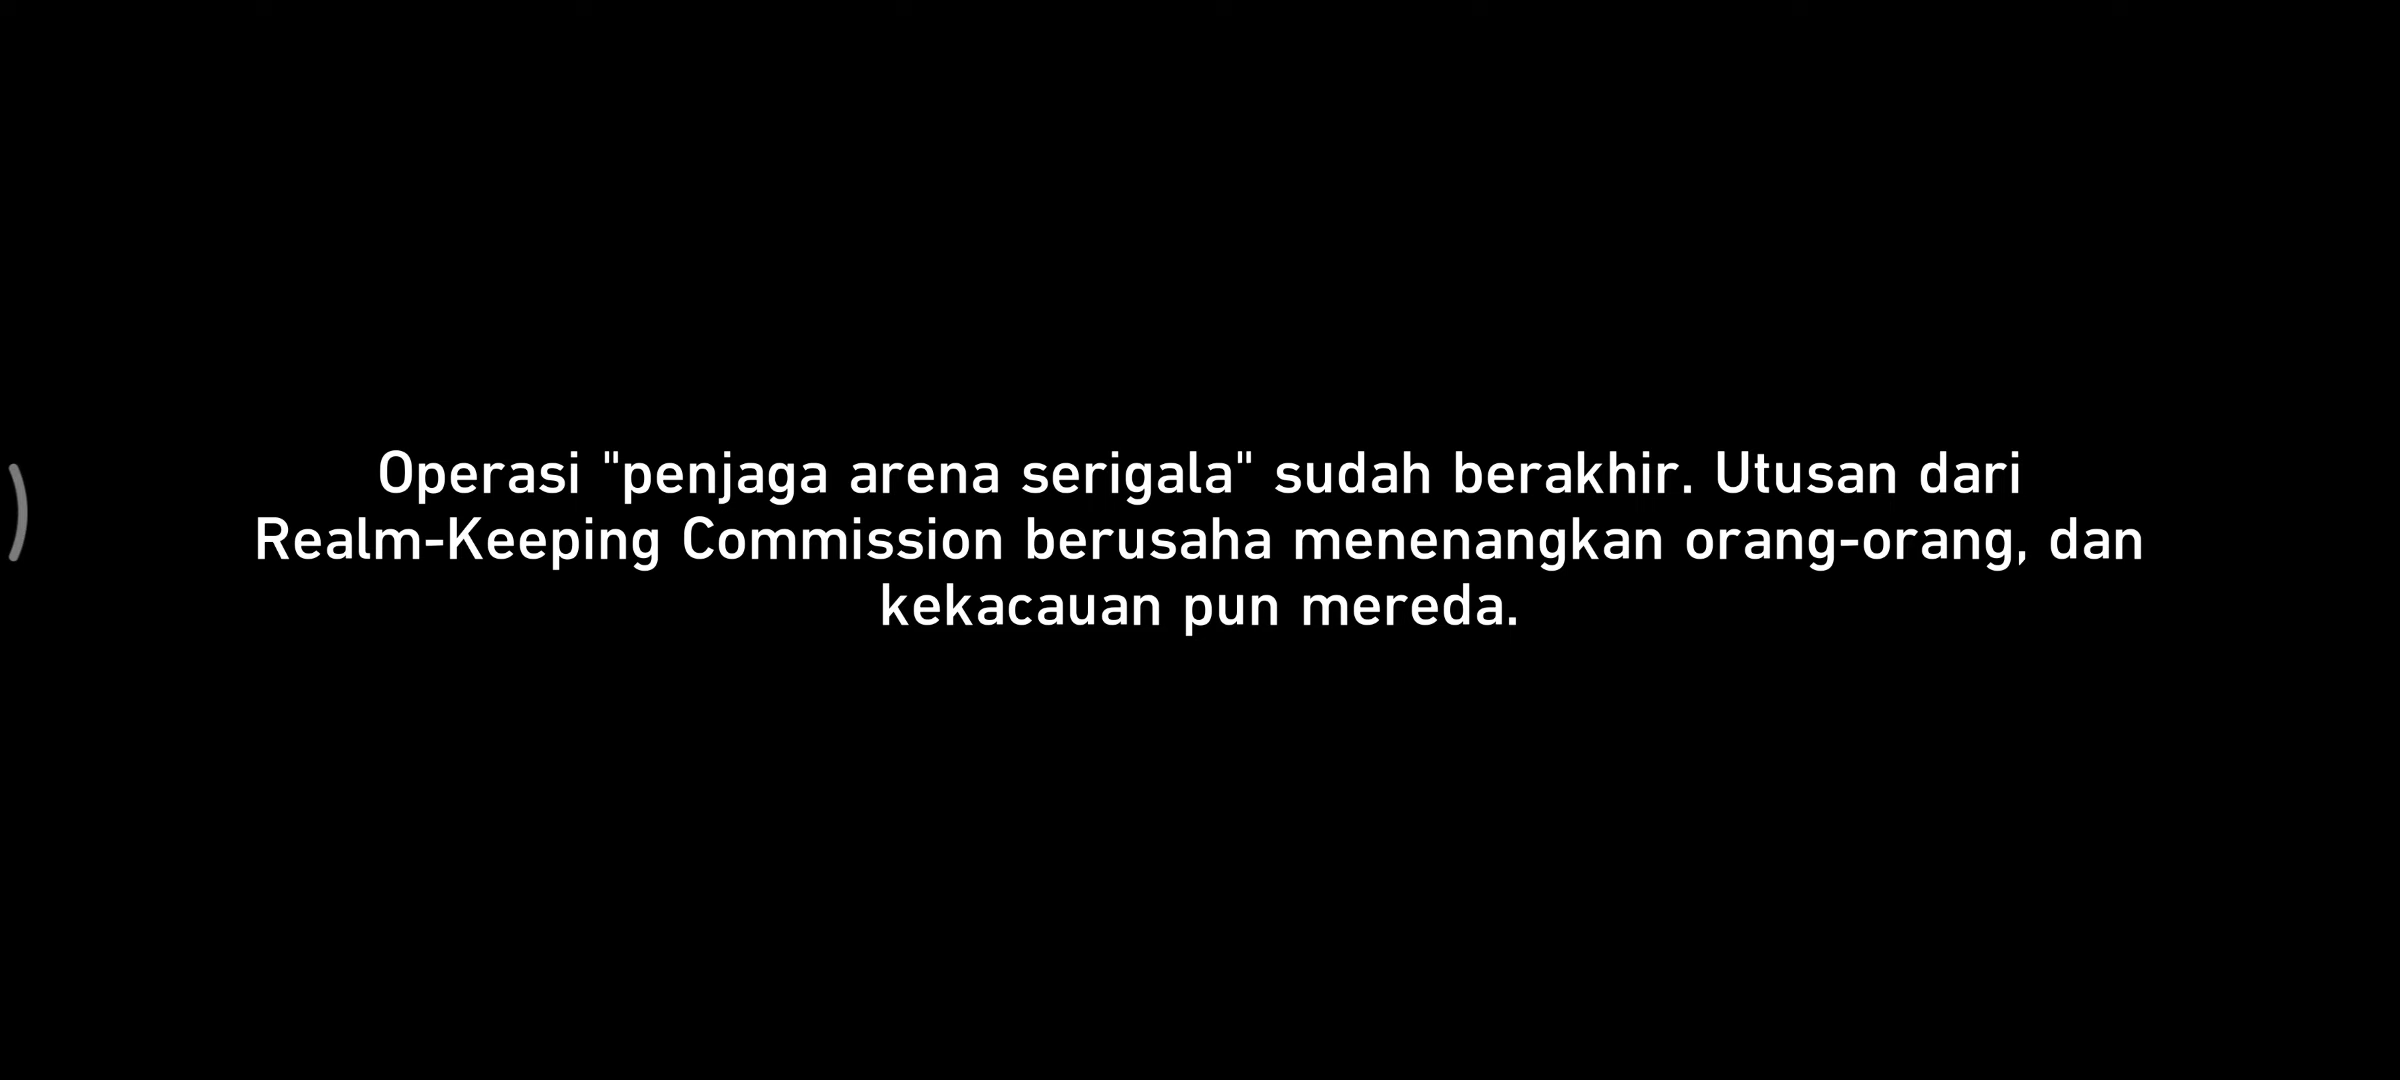 Operasi "penjaga arena serigala" sudah berakhir. Utusan dari
Realm-Keeping Commission berusaha menenangkan orang-orang, dan
kekacauan pun mereda.